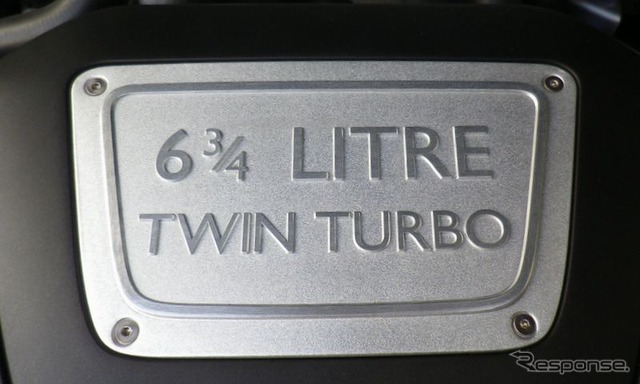 6¾ LITRE
TWIN TURBO
Response.